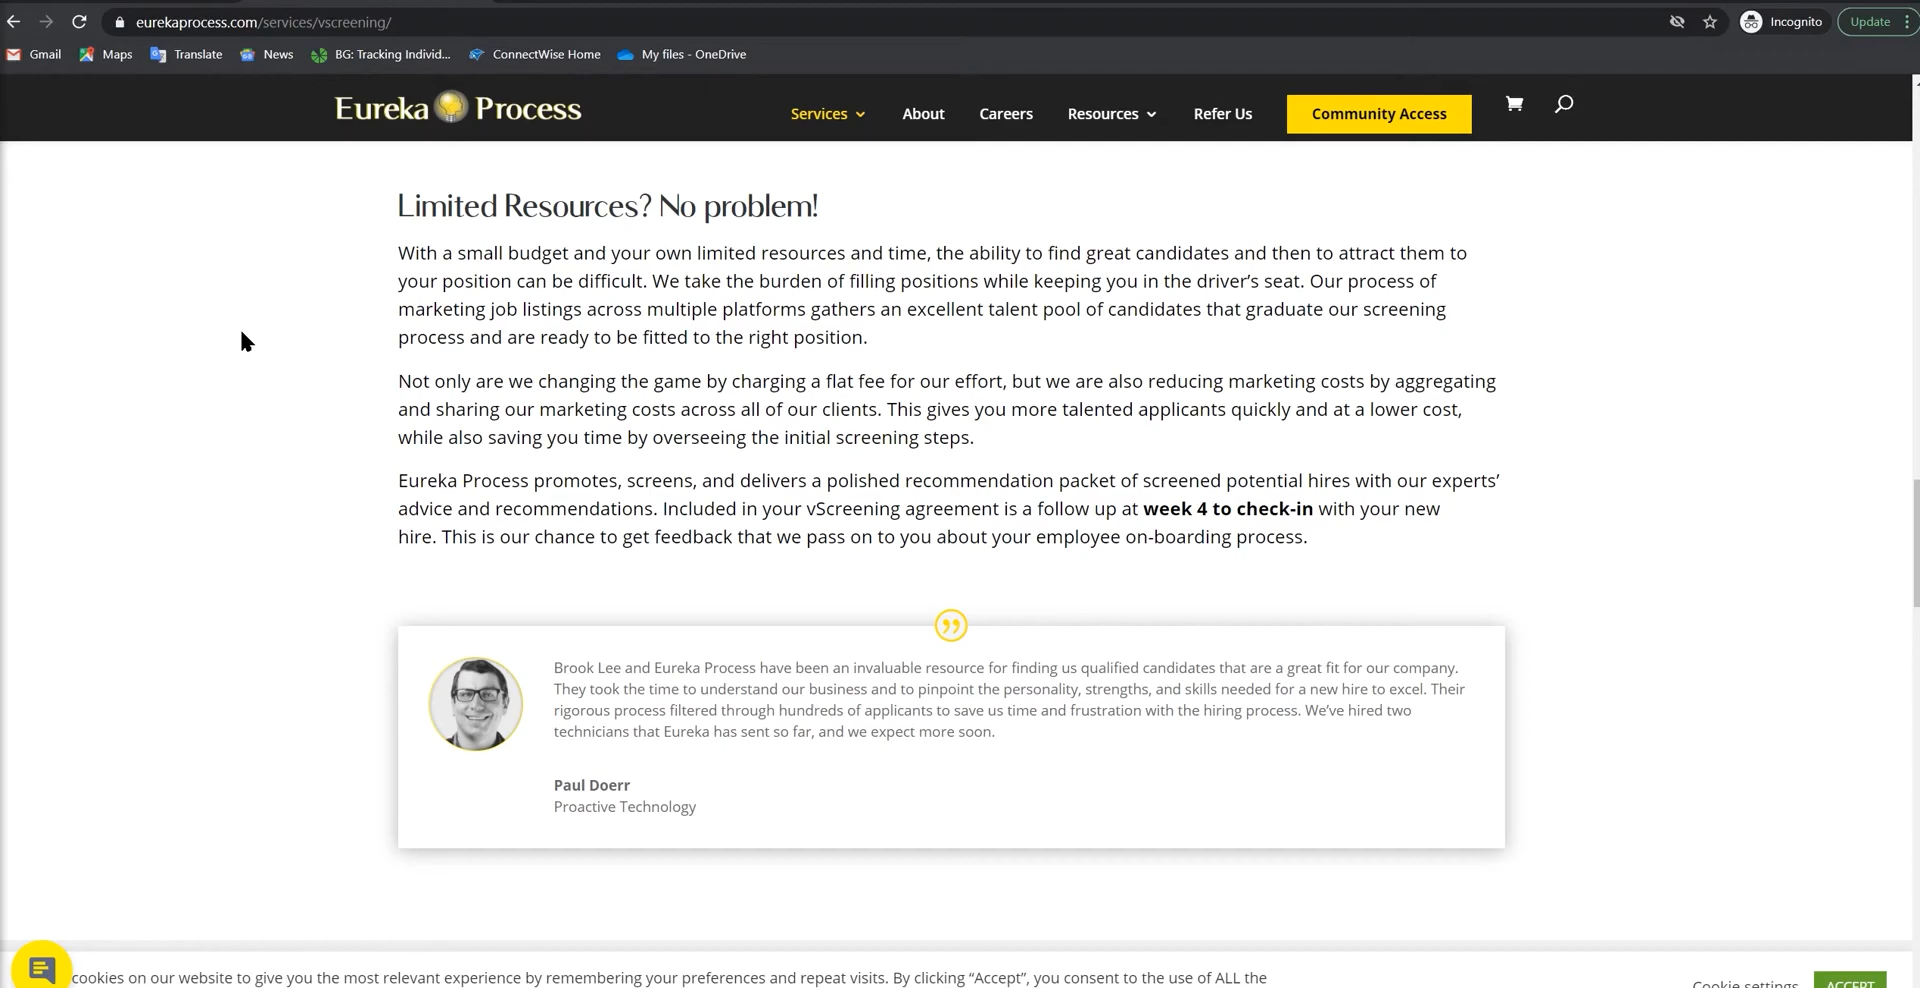 eurekaprocess.com/services/vscreening/
Incognito
Update
Gmail
Maps
Translate
News
BG: Tracking Individ...
ConnectWise Home
My files - OneDrive
Eureka Process
Services
About
Careers
Resources
Refer Us
Community Access
Limited Resources? No problem!
With a small budget and your own limited resources and time, the ability to find great candidates and then to attract them to
your position can be difficult. We take the burden of filling positions while keeping you in the driver’s seat. Our process of
marketing job listings across multiple platforms gathers an excellent talent pool of candidates that graduate our screening
process and are ready to be fitted to the right position.
Not only are we changing the game by charging a flat fee for our effort, but we are also reducing marketing costs by aggregating
and sharing our marketing costs across all of our clients. This gives you more talented applicants quickly and at a lower cost,
while also saving you time by overseeing the initial screening steps.
Eureka Process promotes, screens, and delivers a polished recommendation packet of screened potential hires with our experts’
advice and recommendations. Included in your vScreening agreement is a follow up at week 4 to check-in with your new
hire. This is our chance to get feedback that we pass on to you about your employee on-boarding process.
Brook Lee and Eureka Process have been an invaluable resource for finding us qualified candidates that are a great fit for our company.
They took the time to understand our business and to pinpoint the personality, strengths, and skills needed for a new hire to excel. Their
rigorous process filtered through hundreds of applicants to save us time and frustration with the hiring process. We’ve hired two
technicians that Eureka has sent so far, and we expect more soon.
Paul Doerr
Proactive Technology
cookies on our website to give you the most relevant experience by remembering your preferences and repeat visits. By clicking “Accept”, you consent to the use of ALL the
Cookie settings
ACCEPT